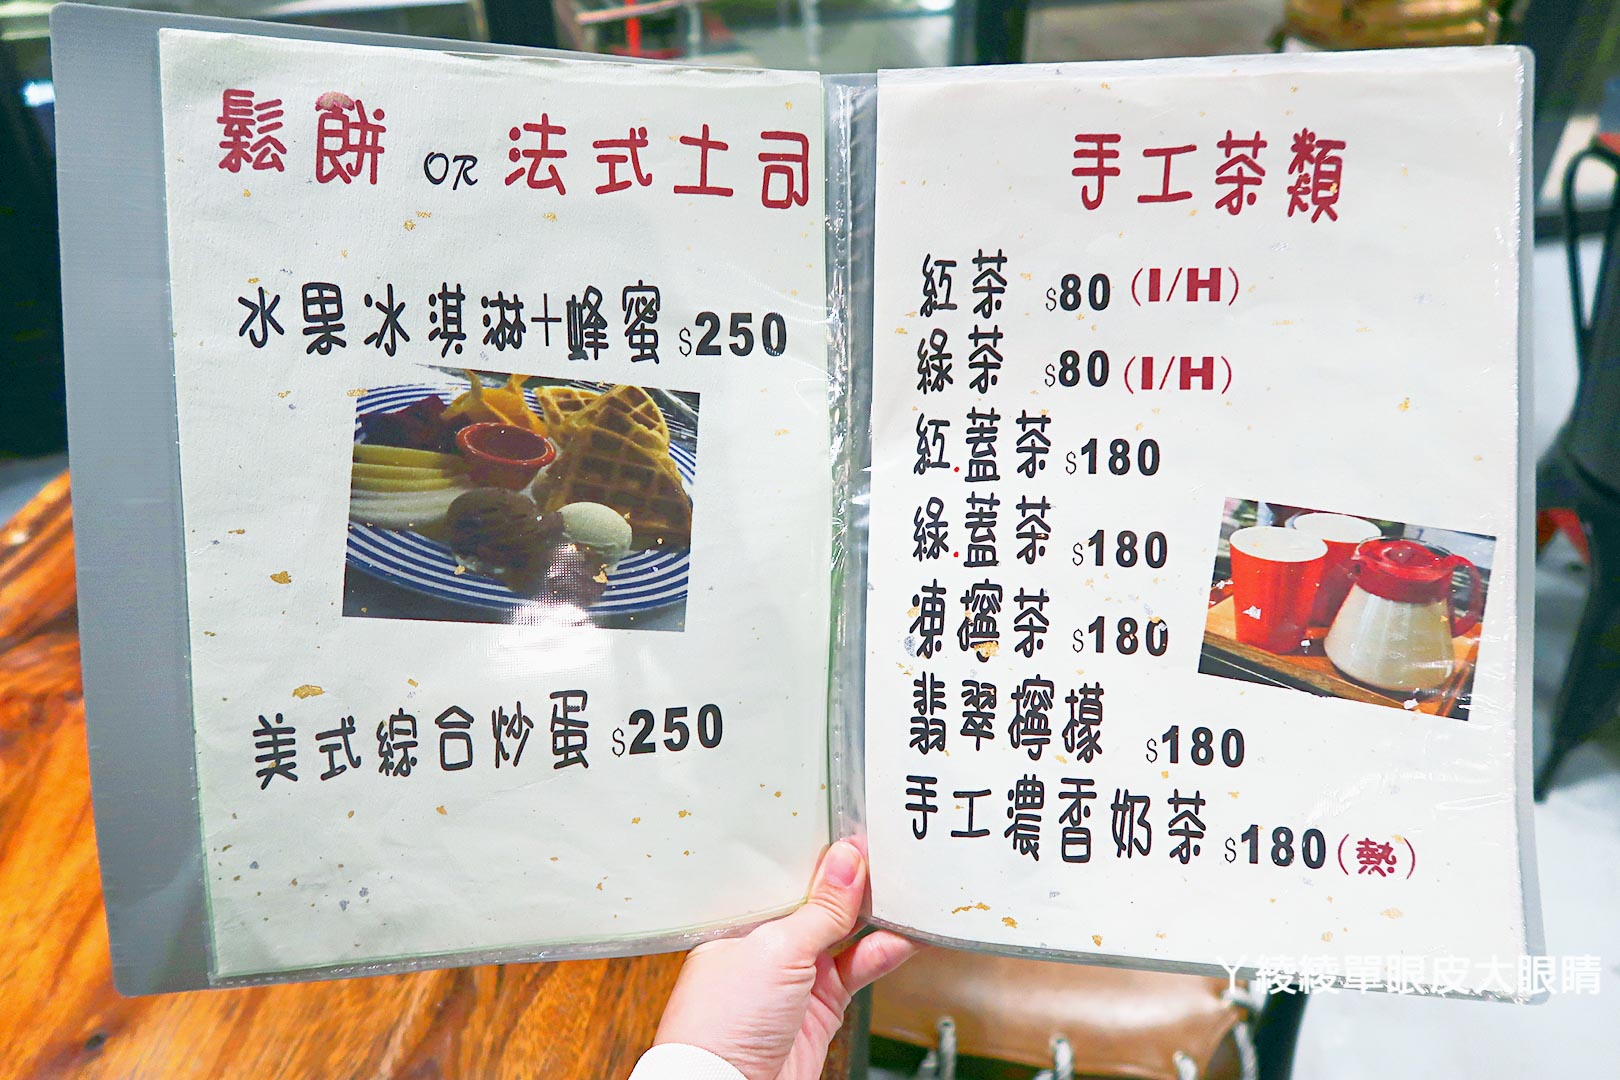 鬆餅 OR 法式土司
水果冰淇淋+蜂蜜 $250
美式綜合炒蛋 $250
手工茶類
紅茶 $80 (I/H)
綠茶 $80 (I/H)
紅.蓋茶 $180
綠.蓋茶 $180
凍檸茶 $180
翡翠檸檬 $180
手工濃香奶茶 $180(熱)
ㄚ綾綾單眼皮大眼睛